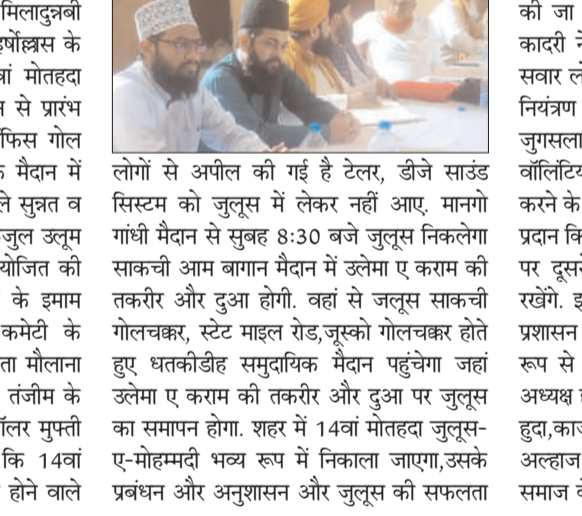 मिलादुन्नबी
हर्षोल्लास के
वां मोतहदा
से प्रारंभ
फिस गोल
मैदान में
ले सुन्नत व
जुल उलूम
योजित की
के इमाम
कमेटी के
ता मौलाना
तंजीम के
ॉलर मुफ्ती
कि 14वां
होने वाले
लोगों से अपील की गई है टेलर, डीजे साउंड
सिस्टम को जुलूस में लेकर नहीं आए. मानगो
गांधी मैदान से सुबह 8:30 बजे जुलूस निकलेगा
साकची आम बागान मैदान में उलेमा ए कराम की
तकरीर और दुआ होगी. वहां से जलूस साकची
गोलचक्कर, स्टेट माइल रोड,जूस्को गोलचक्कर होते
हुए धतकीडीह समुदायिक मैदान पहुंचेगा जहां
उलेमा ए कराम की तकरीर और दुआ पर जुलूस
का समापन होगा. शहर में 14वां मोतहदा जुलूस-
ए-मोहम्मदी भव्य रूप में निकाला जाएगा,उसके
प्रबंधन और अनुशासन और जुलूस की सफलता
की जा
कादरी ने
सवार लो
नियंत्रण
जुगसला
वॉलिंटिय
करने के
प्रदान कि
पर दूसरे
रखेंगे. इ
प्रशासन
रूप से
अध्यक्ष
हुदा,का
अल्हाज
समाज के